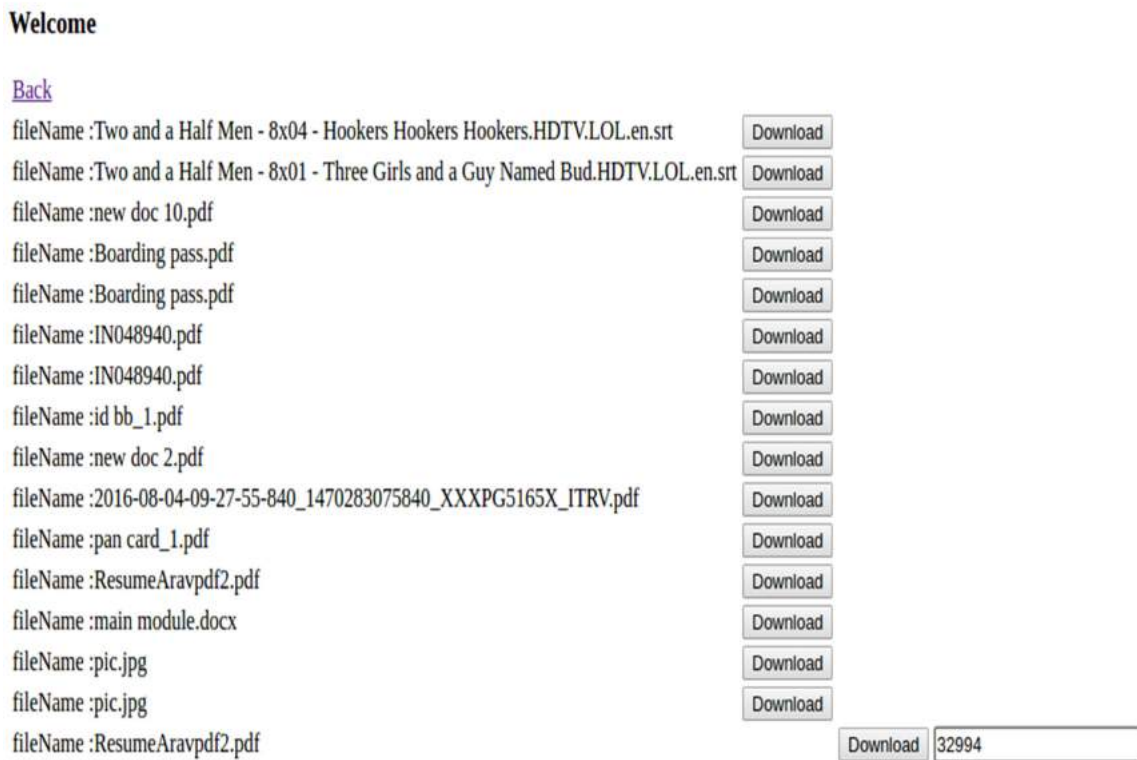 Welcome
Back
fileName :Two and a Half Men - 8x04 - Hookers Hookers Hookers.HDTV.LOL.en.srt Download
fileName :Two and a Half Men - 8x01 - Three Girls and a Guy Named Bud.HDTV.LOL.en.srt Download
fileName :new doc 10.pdf Download
fileName :Boarding pass.pdf Download
fileName :Boarding pass.pdf Download
fileName :IN048940.pdf Download
fileName :IN048940.pdf Download
fileName :id bb_1.pdf Download
fileName :new doc 2.pdf Download
fileName :2016-08-04-09-27-55-840_1470283075840_XXXPG5165X_ITRV.pdf Download
fileName :pan card_1.pdf Download
fileName :ResumeAravpdf2.pdf Download
fileName :main module.docx Download
fileName :pic.jpg Download
fileName :pic.jpg Download
fileName :ResumeAravpdf2.pdf Download 32994